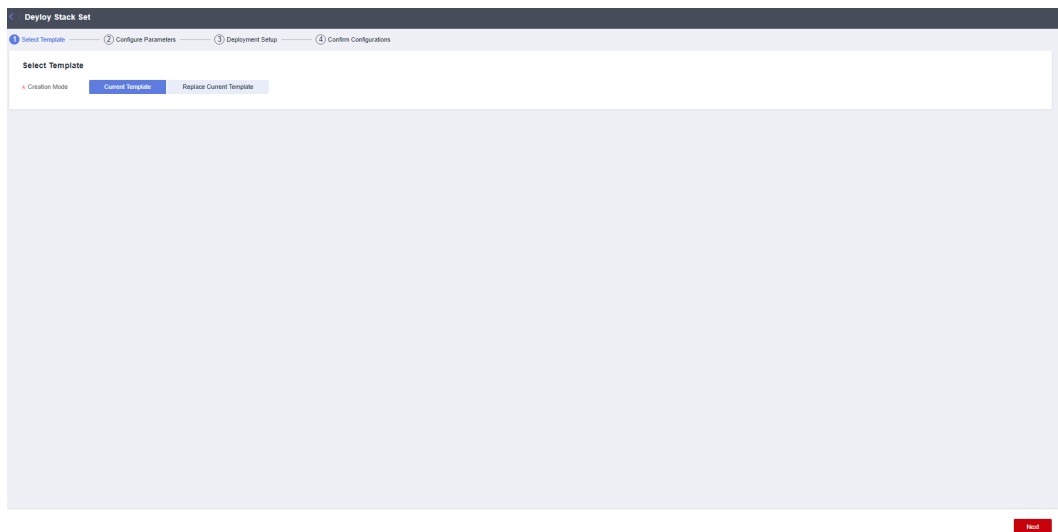 < Deyloy Stack Set
1 Select Template 2 Configure Parameters 3 Deployment Setup 4 Confirm Configurations
Select Template
* Creation Mode Current Template Replace Current Template
Next